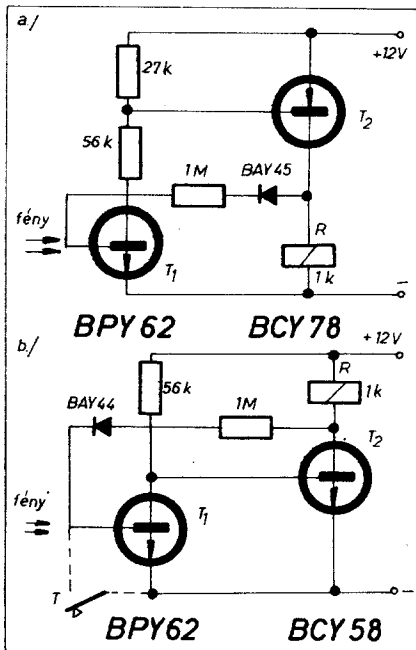 a./
+12V
27k
T2
56k
1M
BAY45
fény
R
T1
1k
–
BPY 62
BCY 78
b./
+12V
R
56k
1k
BAY44
1M
T2
fény
T1
T
–
BPY62
BCY 58